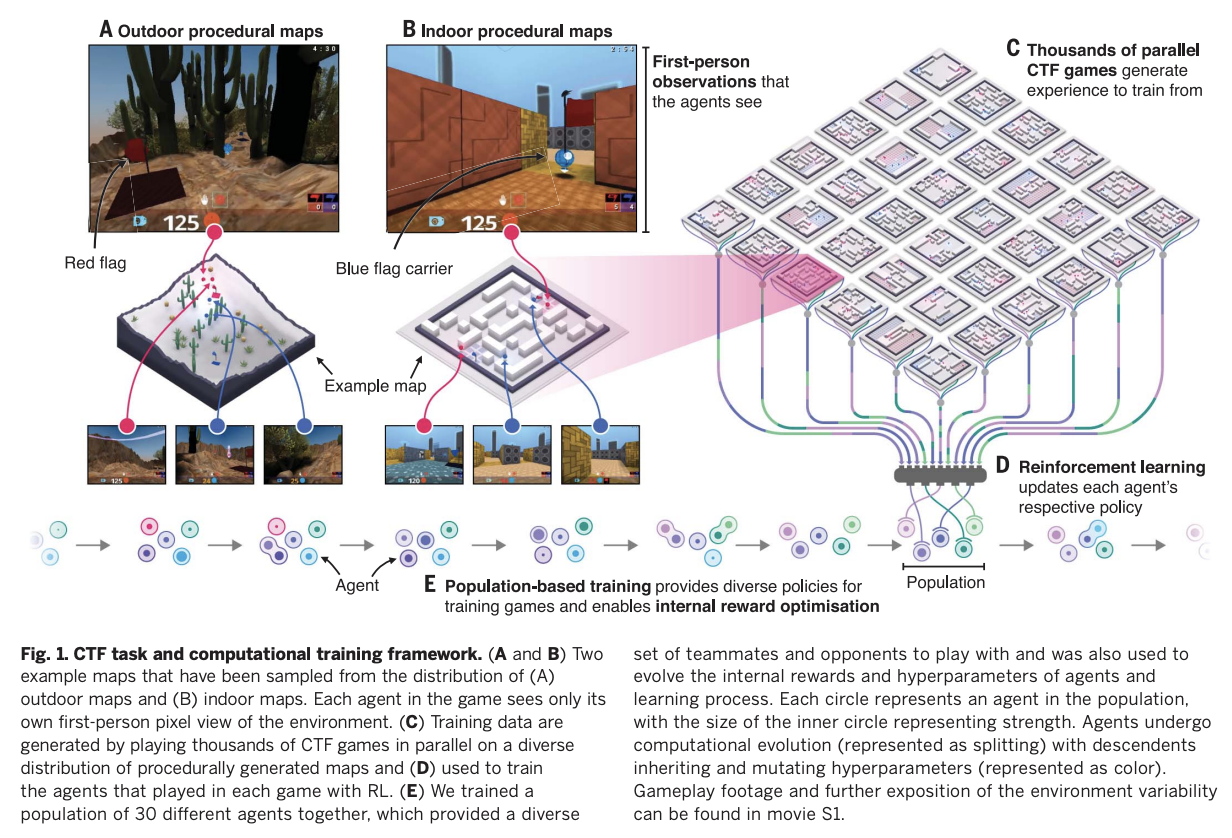 A Outdoor procedural maps
B Indoor procedural maps
4:30
125
0 0
2:54
125
5 4
First-person
observations that
the agents see
C Thousands of parallel
CTF games generate
experience to train from
Red flag
Blue flag carrier
Example map
125
24
25
120
D Reinforcement learning
updates each agent's
respective policy
Agent
Population
E Population-based training provides diverse policies for
training games and enables internal reward optimisation
Fig. 1. CTF task and computational training framework. (A and B) Two
example maps that have been sampled from the distribution of (A)
outdoor maps and (B) indoor maps. Each agent in the game sees only its
own first-person pixel view of the environment. (C) Training data are
generated by playing thousands of CTF games in parallel on a diverse
distribution of procedurally generated maps and (D) used to train
the agents that played in each game with RL. (E) We trained a
population of 30 different agents together, which provided a diverse
set of teammates and opponents to play with and was also used to
evolve the internal rewards and hyperparameters of agents and
learning process. Each circle represents an agent in the population,
with the size of the inner circle representing strength. Agents undergo
computational evolution (represented as splitting) with descendents
inheriting and mutating hyperparameters (represented as color).
Gameplay footage and further exposition of the environment variability
can be found in movie S1.